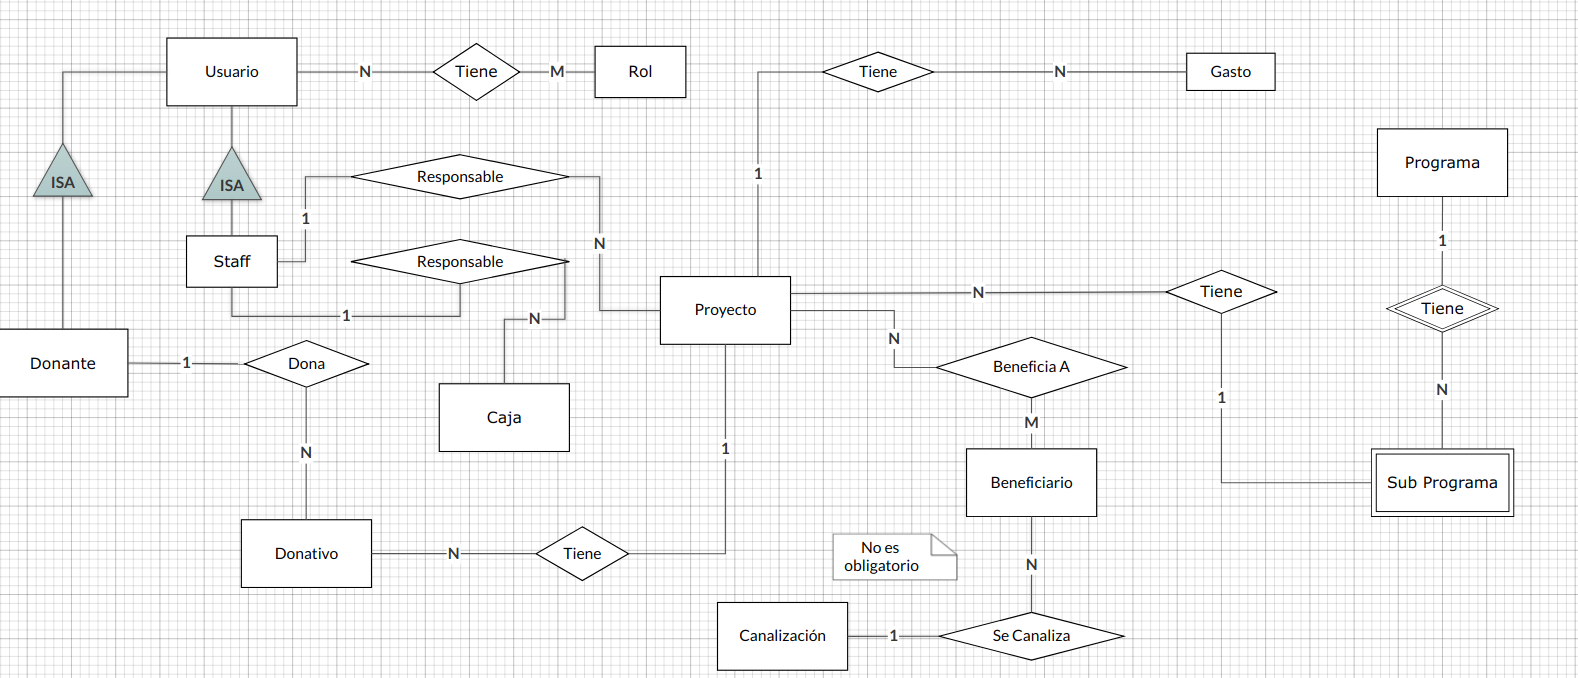 Usuario
N
Tiene
M
Rol
Tiene
N
Gasto
Programa
ISA
ISA
Responsable
1
1
1
N
Staff
Responsable
Proyecto
N
Tiene
Tiene
1
N
N
Donante
1
Dona
Beneficia A
N
1
Caja
M
N
1
Beneficiario
Sub Programa
Donativo
N
Tiene
No es
obligatorio
N
Canalización
1
Se Canaliza